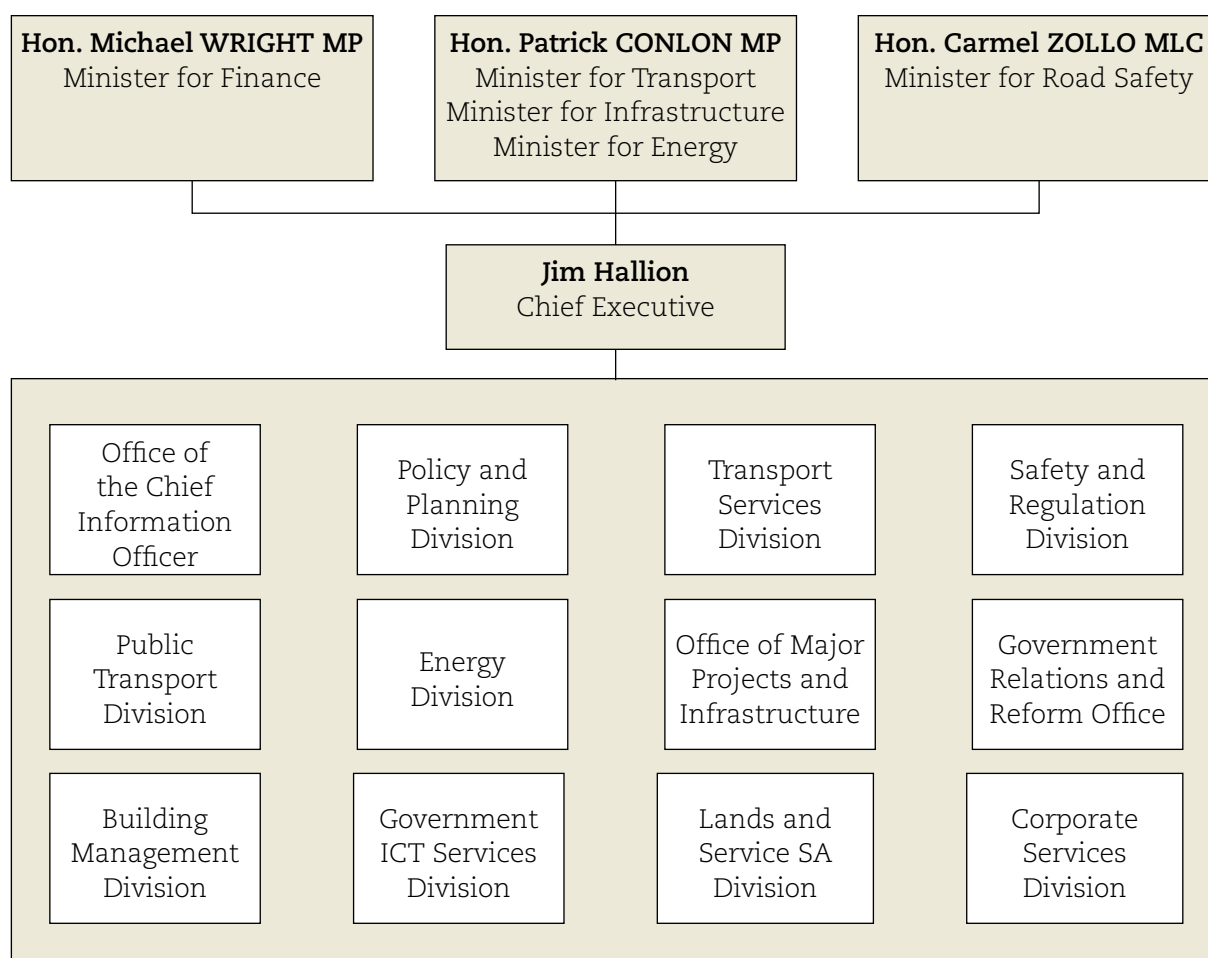 Hon. Michael WRIGHT MP
Minister for Finance
Hon. Patrick CONLON MP
Minister for Transport
Minister for Infrastructure
Minister for Energy
Hon. Carmel ZOLLO MLC
Minister for Road Safety
Jim Hallion
Chief Executive
Office of
the Chief
Information
Officer
Policy and
Planning
Division
Transport
Services
Division
Safety and
Regulation
Division
Public
Transport
Division
Energy
Division
Office of Major
Projects and
Infrastructure
Government
Relations and
Reform Office
Building
Management
Division
Government
ICT Services
Division
Lands and
Service SA
Division
Corporate
Services
Division